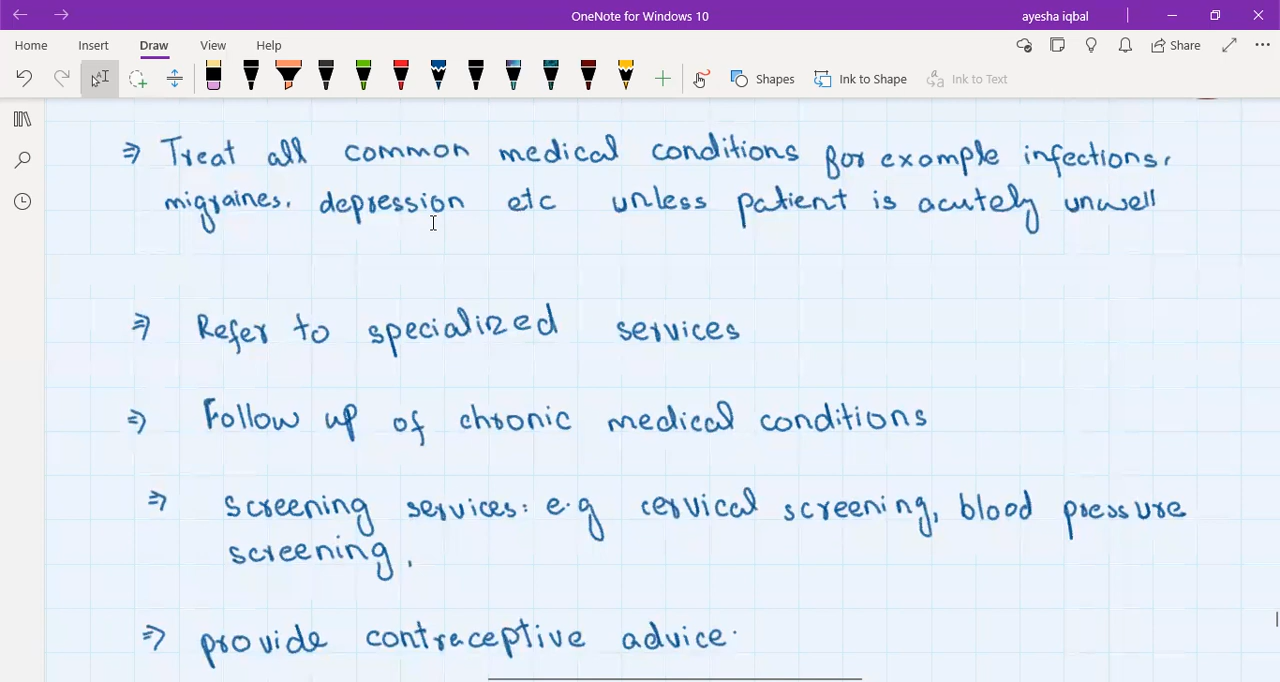 OneNote for Windows 10
ayesha iqbal
Home Insert Draw View Help
Share
Shapes Ink to Shape Ink to Text
⇒ Treat all common medical conditions for example infections,
migraines, depression etc unless patient is acutely unwell
⇒ Refer to specialized services
⇒ Follow up of chronic medical conditions
⇒ screening services: e.g cervical screening, blood pressure
screening.
⇒ provide contraceptive advice.